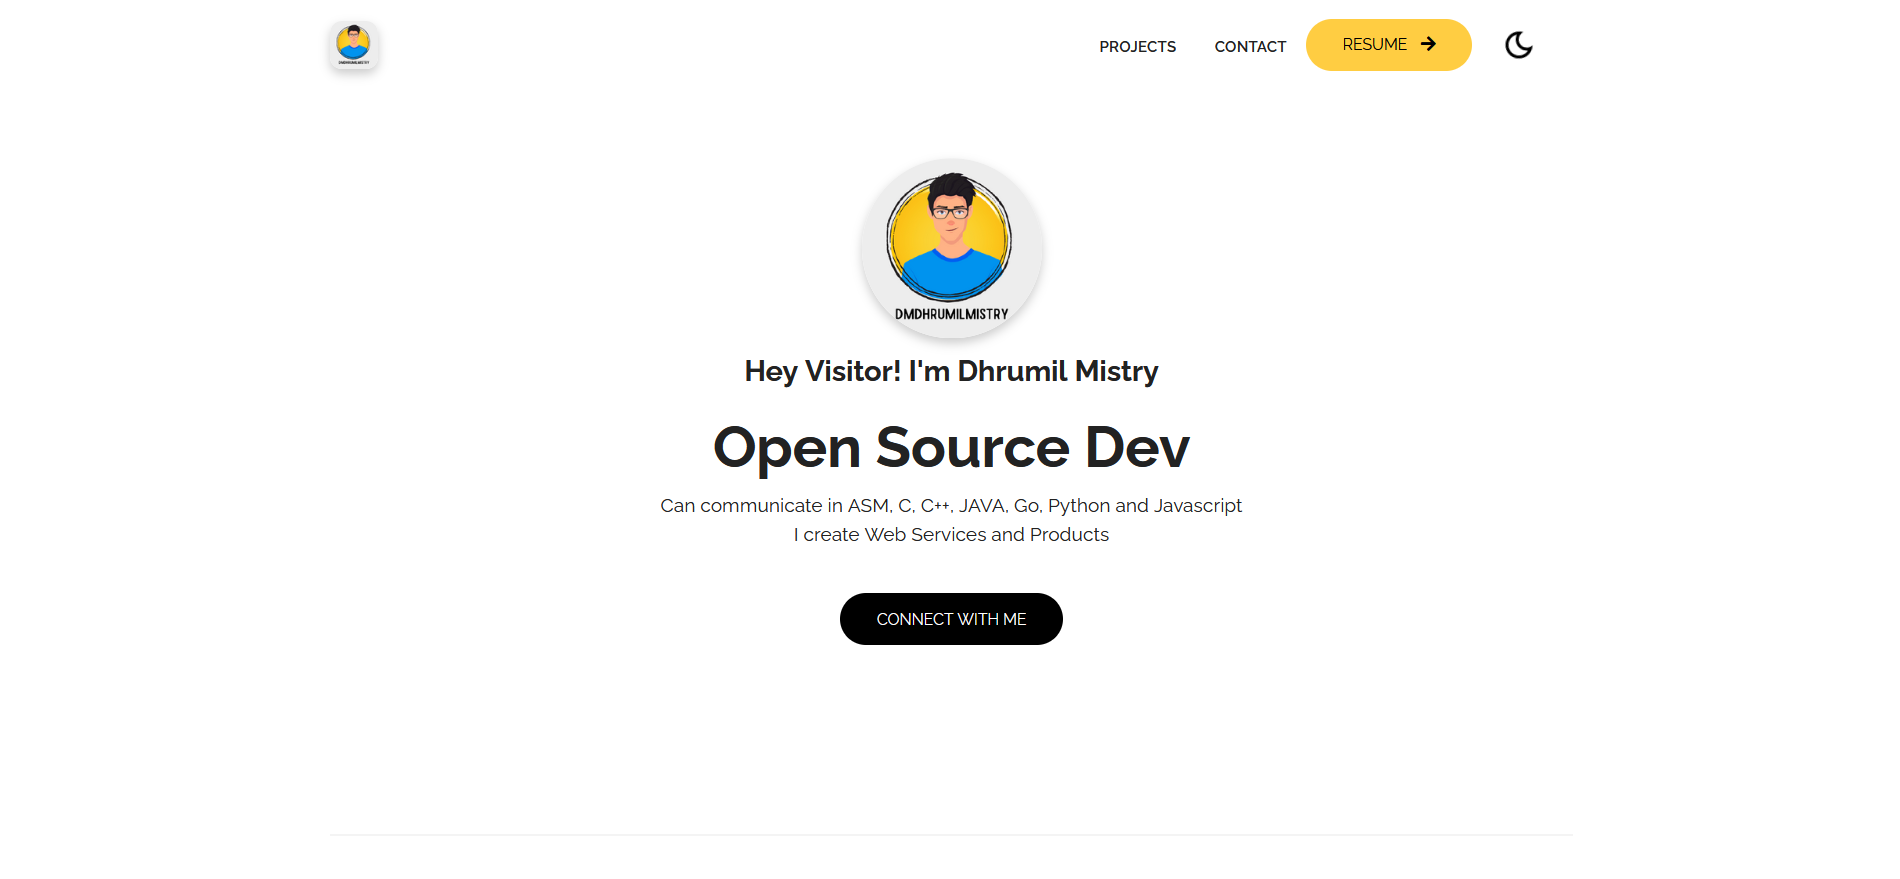 DMDHRUMILMISTRY
PROJECTS CONTACT RESUME
DMDHRUMILMISTRY
Hey Visitor! I'm Dhrumil Mistry
Open Source Dev
Can communicate in ASM, C, C++, JAVA, Go, Python and Javascript
I create Web Services and Products
CONNECT WITH ME